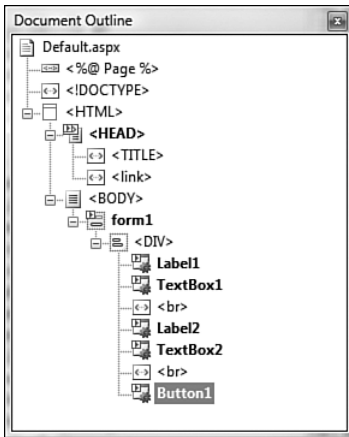 Document Outline
Default.aspx
<%@ Page %>
<!DOCTYPE>
<HTML>
<HEAD>
<TITLE>
<link>
<BODY>
form1
<DIV>
Label1
TextBox1
<br>
Label2
TextBox2
<br>
Button1